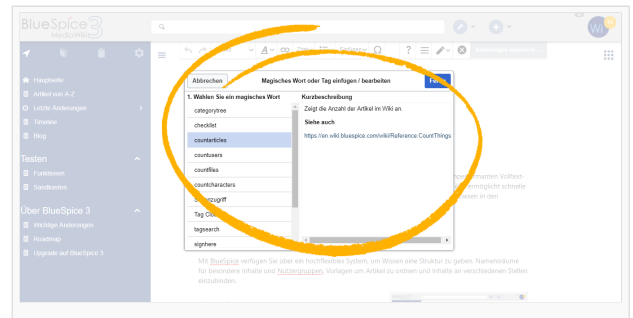 BlueSpice3
MediaWiki
Hauptseite
Artikel von A-Z
Letzte Änderungen
Timeline
Blog
Testen
Funktionen
Sandkasten
Über BlueSpice 3
Wichtige Änderungen
Roadmap
Upgrade auf BlueSpice 3
Abbrechen
Magisches Wort oder Tag einfügen / bearbeiten
1. Wählen Sie ein magisches Wort
Kurzbeschreibung
categorytree
checklist
countarticles
countusers
countfiles
countcharacters
Tag
tagsearch
signhere
Zeigt die Anzahl der Artikel im Wiki an.
Siehe auch
https://en.wiki.bluespice.com/wiki/Reference:CountThings
Mit BlueSpice verfügen Sie über ein hochflexibles System, um Wissen eine Struktur zu geben. Namensräume
für besondere Inhalte und Nutzergruppen, Vorlagen um Artikel zu ordnen und Inhalte an verschiedenen Stellen
einzubinden.